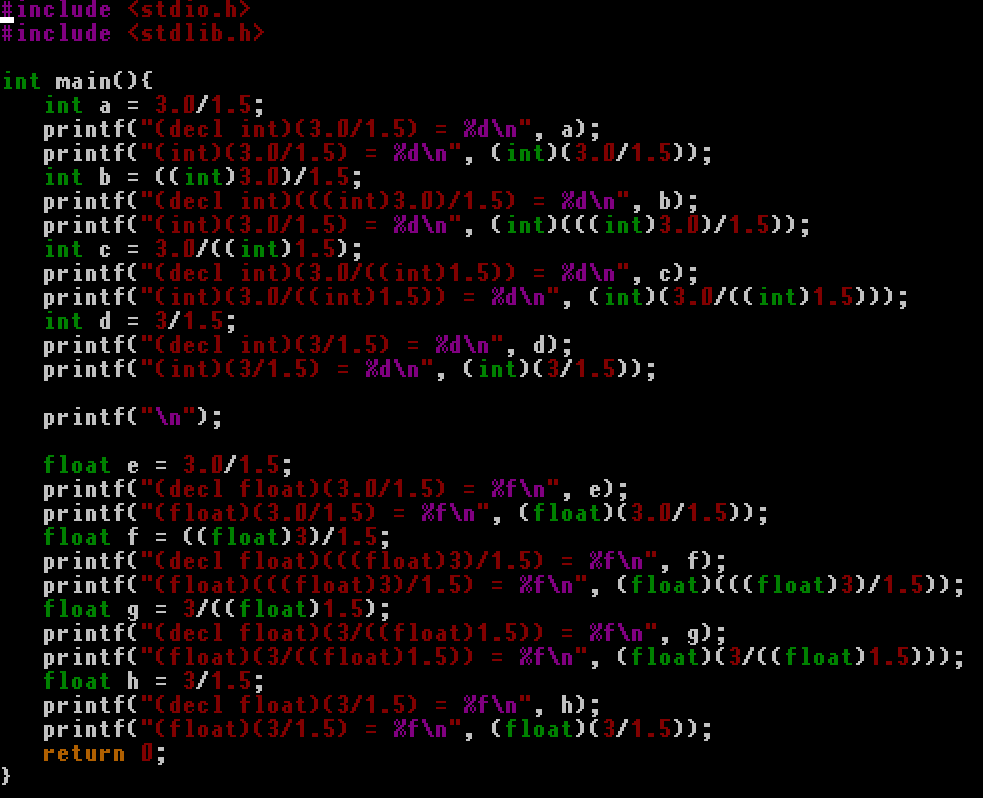 #include <stdio.h>
#include <stdlib.h>

int main(){
   int a = 3.0/1.5;
   printf("(decl int)(3.0/1.5) = %d\n", a);
   printf("(int)(3.0/1.5) = %d\n", (int)(3.0/1.5));
   int b = ((int)3.0)/1.5;
   printf("(decl int)(((int)3.0)/1.5) = %d\n", b);
   printf("(int)(3.0/1.5) = %d\n", (int)(((int)3.0)/1.5));
   int c = 3.0/((int)1.5);
   printf("(decl int)(3.0/((int)1.5)) = %d\n", c);
   printf("(int)(3.0/((int)1.5)) = %d\n", (int)(3.0/((int)1.5)));
   int d = 3/1.5;
   printf("(decl int)(3/1.5) = %d\n", d);
   printf("(int)(3/1.5) = %d\n", (int)(3/1.5));

   printf("\n");

   float e = 3.0/1.5;
   printf("(decl float)(3.0/1.5) = %f\n", e);
   printf("(float)(3.0/1.5) = %f\n", (float)(3.0/1.5));
   float f = ((float)3)/1.5;
   printf("(decl float)(((float)3)/1.5) = %f\n", f);
   printf("(float)(((float)3)/1.5) = %f\n", (float)(((float)3)/1.5));
   float g = 3/((float)1.5);
   printf("(decl float)(3/((float)1.5)) = %f\n", g);
   printf("(float)(3/((float)1.5)) = %f\n", (float)(3/((float)1.5)));
   float h = 3/1.5;
   printf("(decl float)(3/1.5) = %f\n", h);
   printf("(float)(3/1.5) = %f\n", (float)(3/1.5));
   return 0;
}